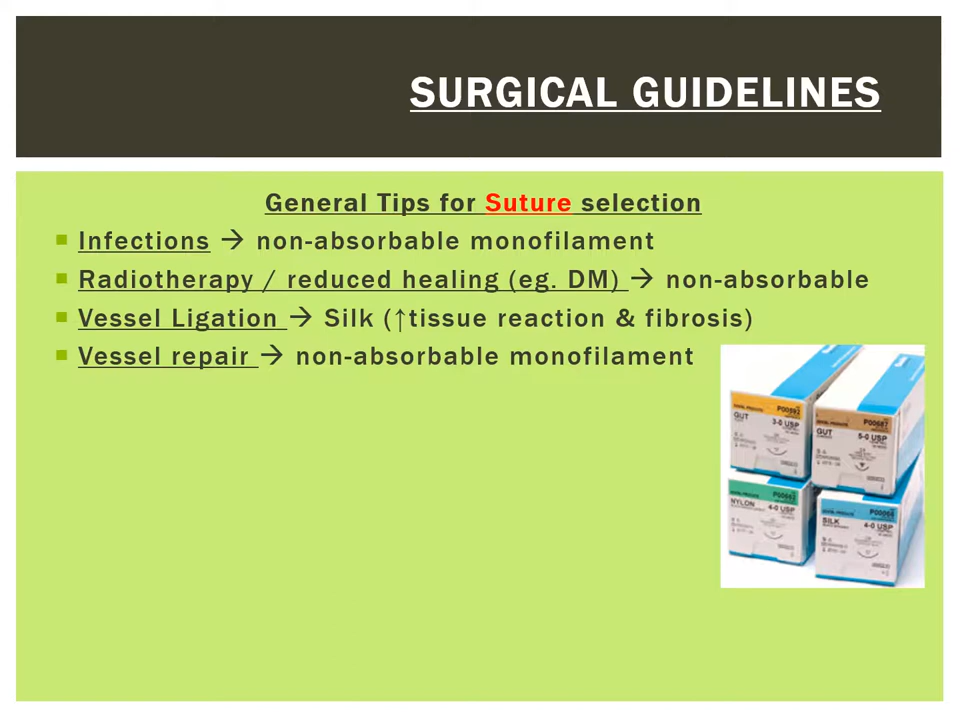 SURGICAL GUIDELINES
General Tips for Suture selection
Infections → non-absorbable monofilament
Radiotherapy / reduced healing (eg. DM) → non-absorbable
Vessel Ligation → Silk (↑tissue reaction & fibrosis)
Vessel repair → non-absorbable monofilament
GUT
3-0 USP
P00687
GUT
5-0 USP
NYLON
4-0 USP
SILK
4-0 USP